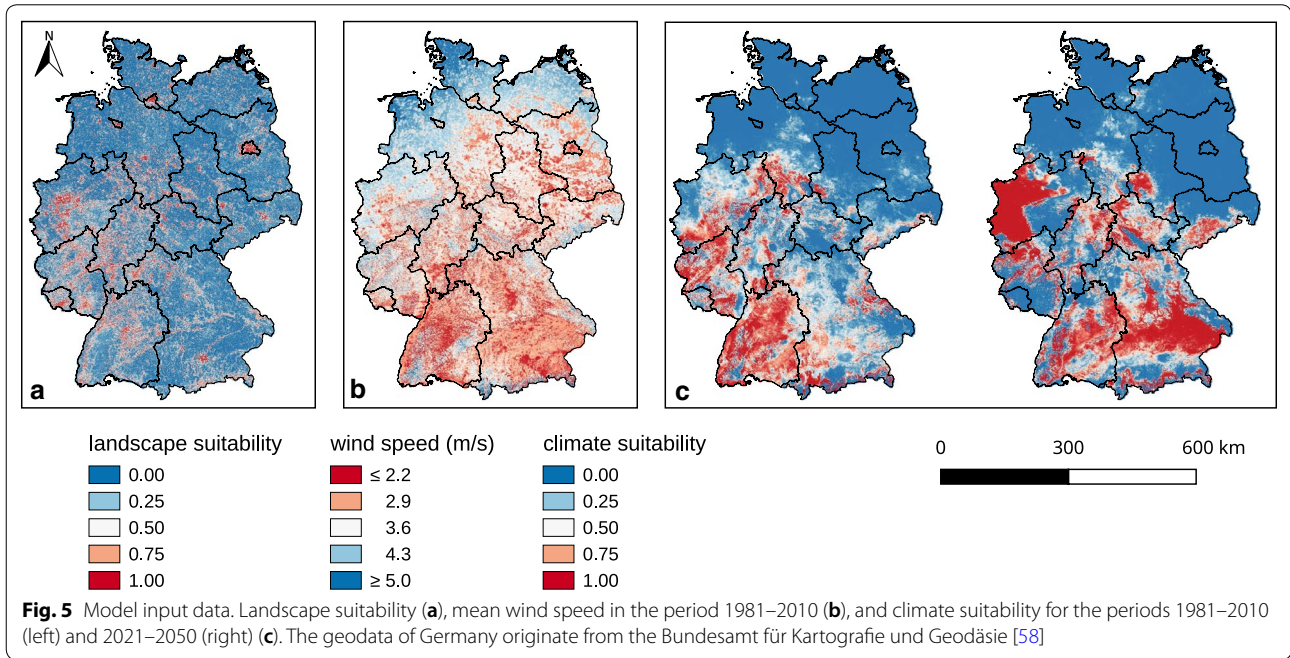 N
a
b
c
landscape suitability
0.00
0.25
0.50
0.75
1.00
wind speed (m/s)
≤ 2.2
2.9
3.6
4.3
≥ 5.0
climate suitability
0.00
0.25
0.50
0.75
1.00
0 300 600 km
Fig. 5 Model input data. Landscape suitability (a), mean wind speed in the period 1981–2010 (b), and climate suitability for the periods 1981–2010
(left) and 2021–2050 (right) (c). The geodata of Germany originate from the Bundesamt für Kartografie und Geodäsie [58]